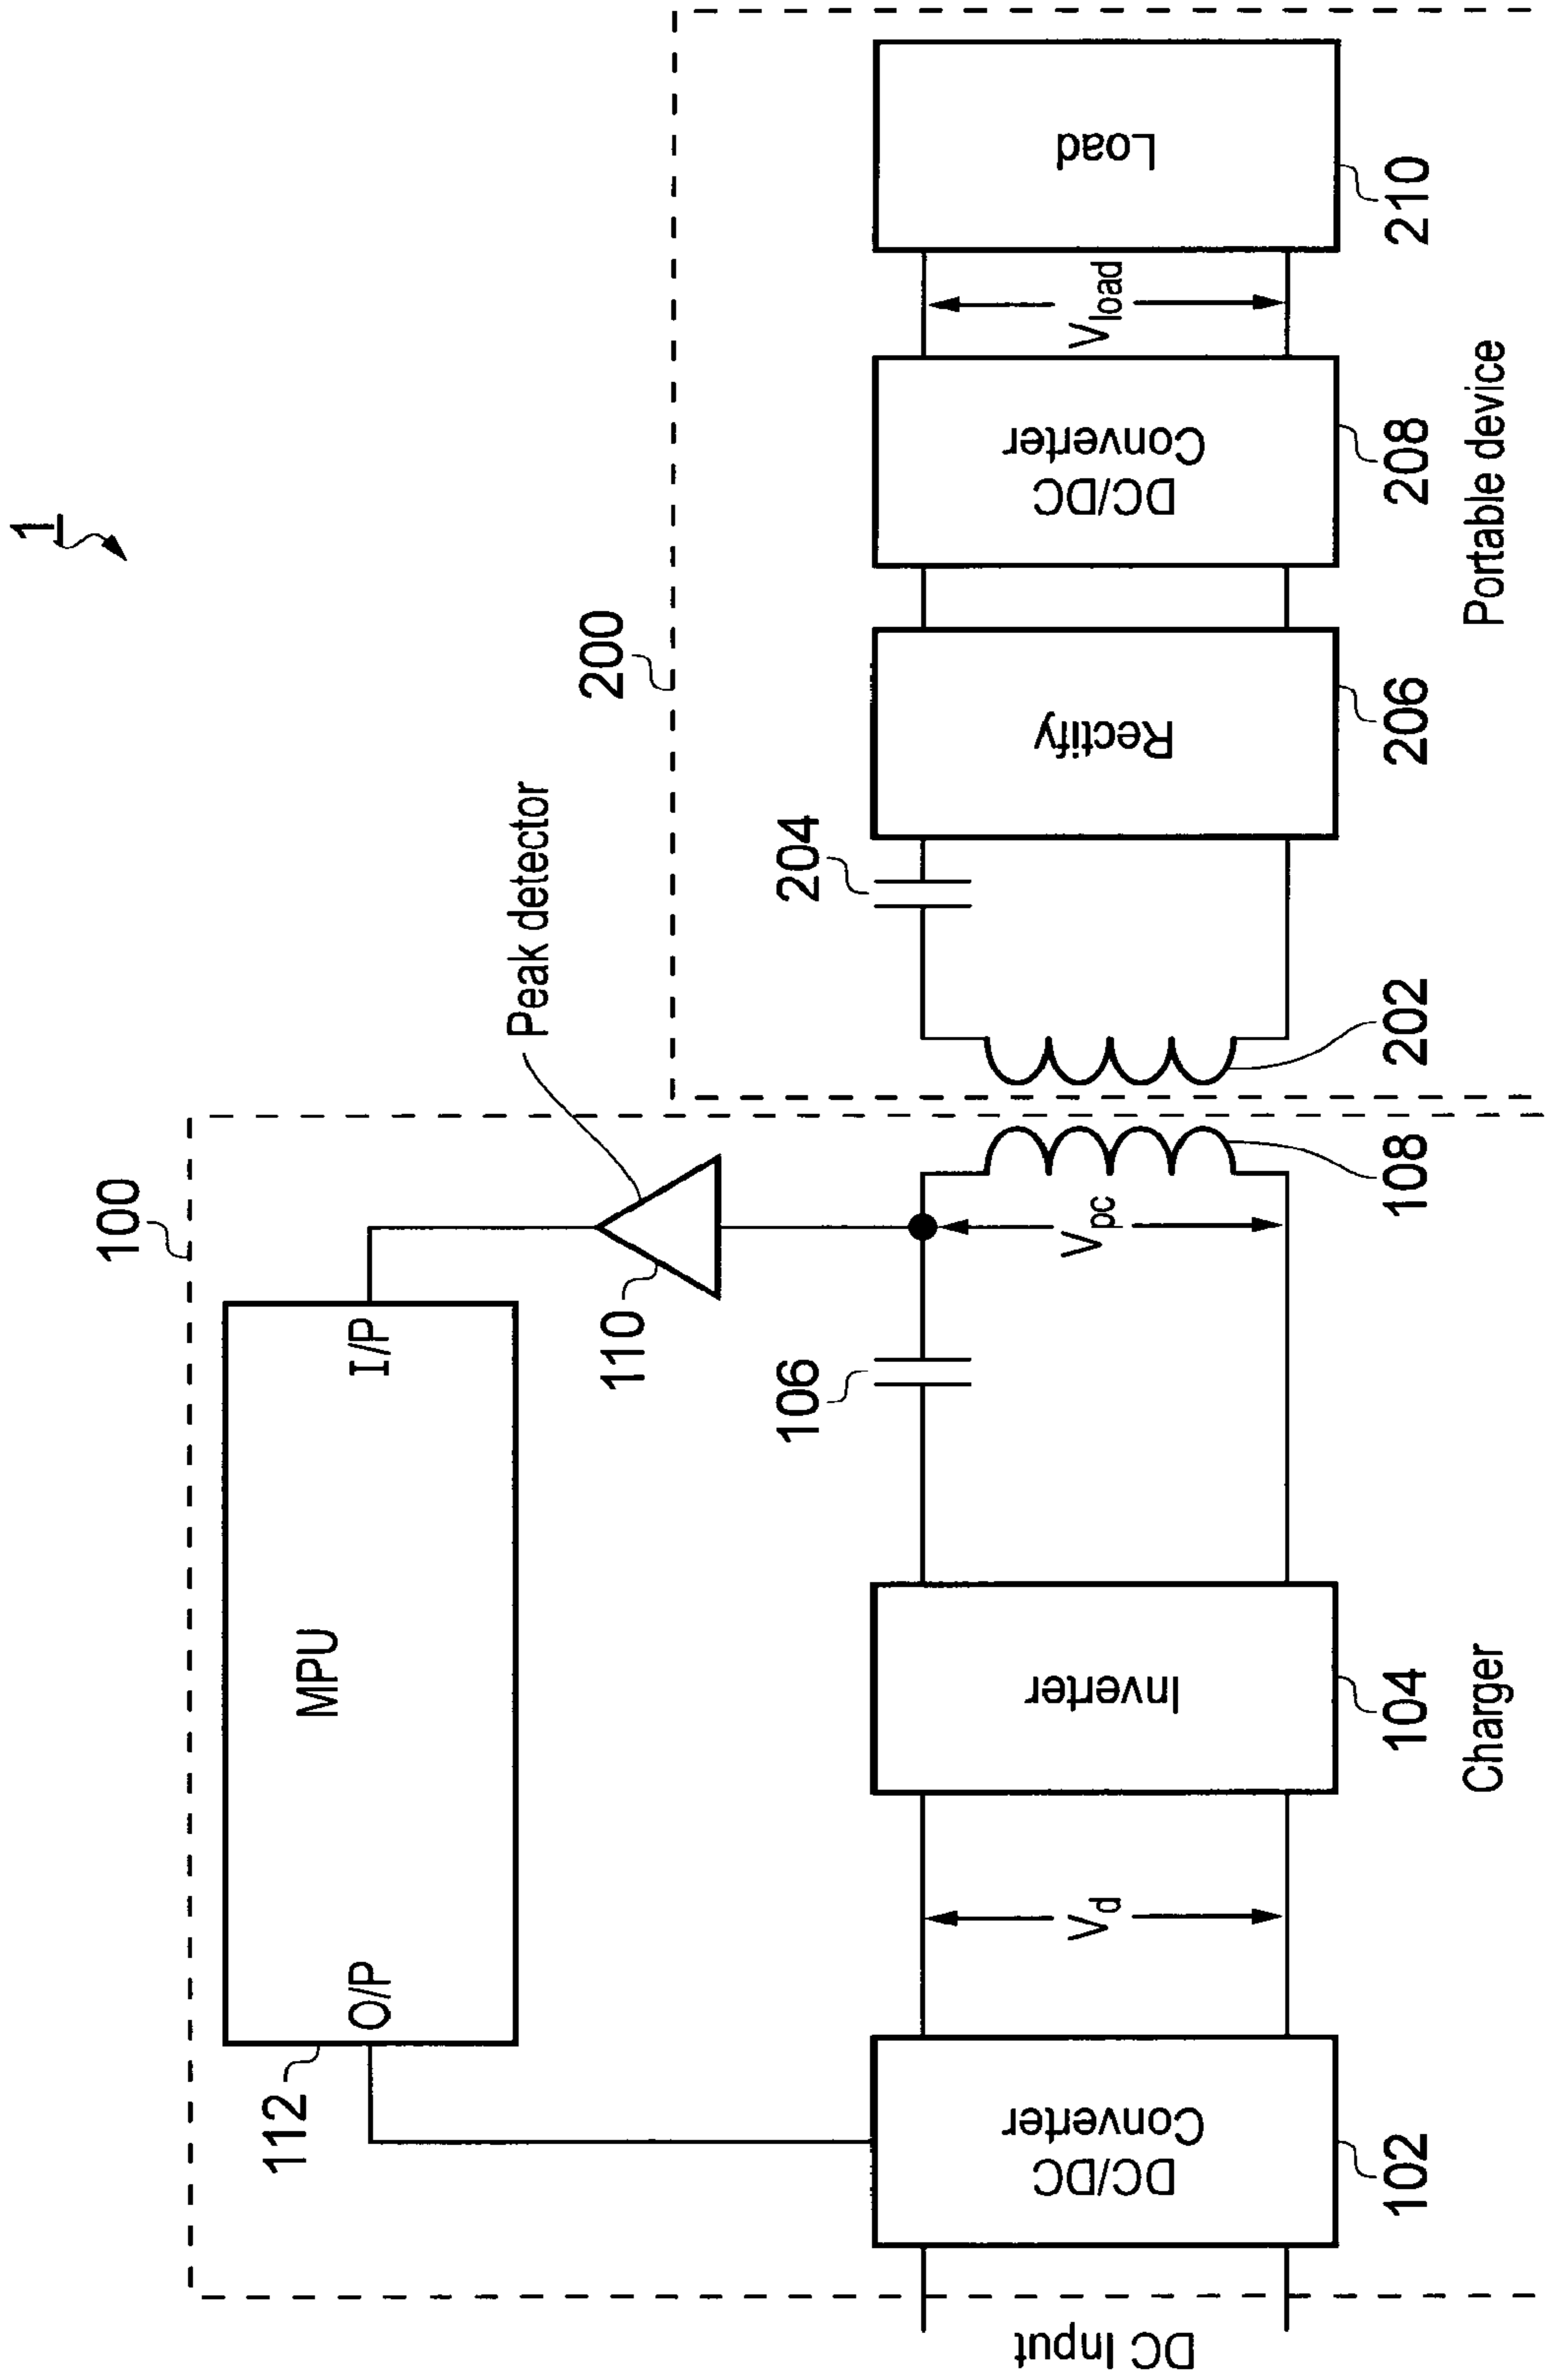 1
100
112
MPU
O/P
I/P
Peak detector
110
200
DC Input
DC/DC
Converter
102
Vd
Inverter
104
106
Vpc
108
202
204
Rectify
206
DC/DC
Converter
208
Vload
Load
210
Charger
Portable device